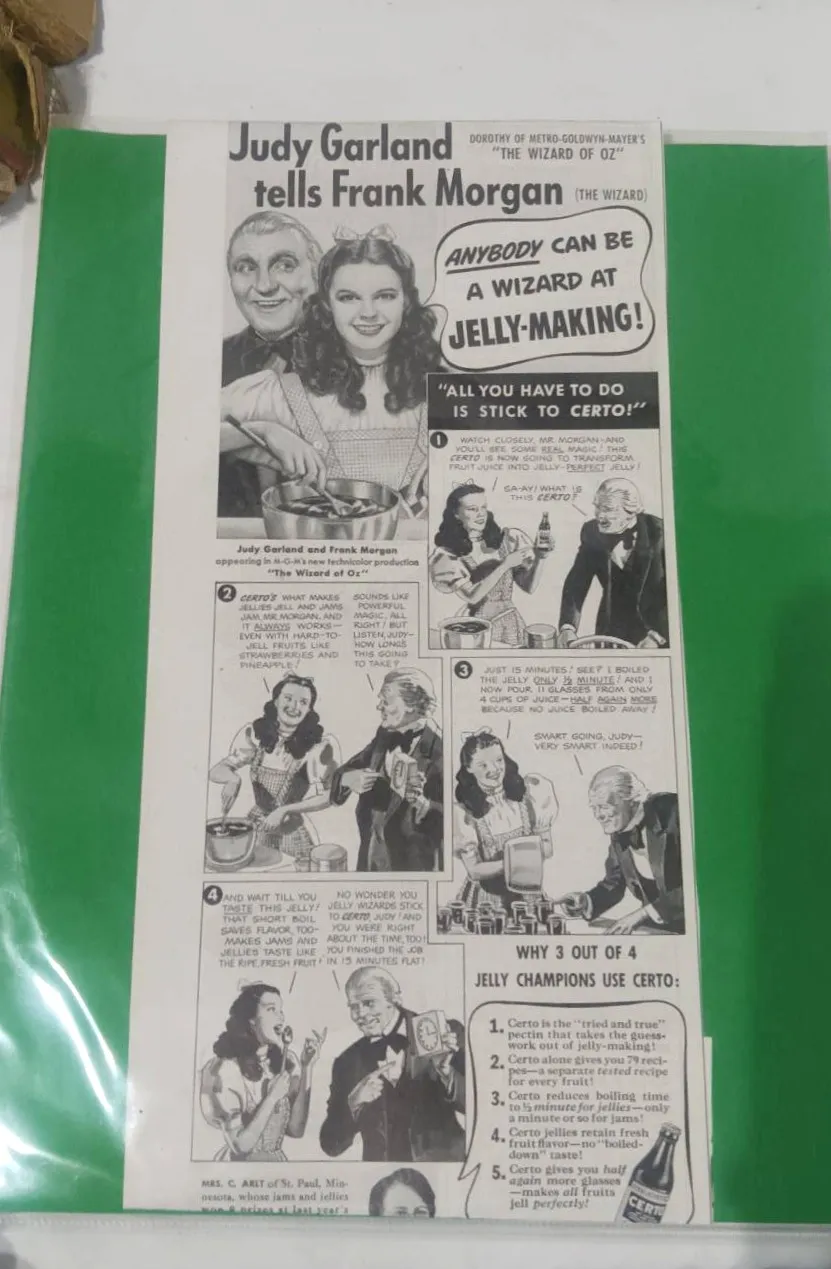 Judy Garland
DOROTHY OF METRO-GOLDWYN-MAYER'S
"THE WIZARD OF OZ"
tells Frank Morgan (THE WIZARD)
ANYBODY CAN BE
A WIZARD AT
JELLY-MAKING!
"ALL YOU HAVE TO DO
IS STICK TO CERTO!"
Judy Garland and Frank Morgan
appearing in M-G-M's new technicolor production
"The Wizard of Oz"
1 WATCH CLOSELY, MR. MORGAN—AND
YOU'LL SEE SOME REAL MAGIC! THIS
CERTO IS NOW GOING TO TRANSFORM
FRUIT JUICE INTO JELLY—PERFECT JELLY!
SA-AY! WHAT IS
THIS CERTO?
2 CERTO'S WHAT MAKES
JELLIES JELL AND JAMS
JAM, MR. MORGAN, AND
IT ALWAYS WORKS—
EVEN WITH HARD-TO-
JELL FRUITS LIKE
STRAWBERRIES AND
PINEAPPLE!
SOUNDS LIKE
POWERFUL
MAGIC, ALL
RIGHT! BUT
LISTEN, JUDY—
HOW LONG'S
THIS GOING
TO TAKE?
3 JUST 15 MINUTES! SEE? I BOILED
THE JELLY ONLY ½ MINUTE! AND I
NOW POUR 11 GLASSES FROM ONLY
4 CUPS OF JUICE—HALF AGAIN MORE
BECAUSE NO JUICE BOILED AWAY!
SMART GOING, JUDY—
VERY SMART INDEED!
4 AND WAIT TILL YOU
TASTE THIS JELLY!
THAT SHORT BOIL
SAVES FLAVOR, TOO—
MAKES JAMS AND
JELLIES TASTE LIKE
THE RIPE, FRESH FRUIT!
NO WONDER YOU
JELLY WIZARDS STICK
TO CERTO, JUDY! AND
YOU WERE RIGHT
ABOUT THE TIME, TOO!
YOU FINISHED THE JOB
IN 15 MINUTES FLAT!
WHY 3 OUT OF 4
JELLY CHAMPIONS USE CERTO:
1. Certo is the "tried and true"
pectin that takes the guess-
work out of jelly-making!
2. Certo alone gives you 79 reci-
pes—a separate tested recipe
for every fruit!
3. Certo reduces boiling time
to ½ minute for jellies—only
a minute or so for jams!
4. Certo jellies retain fresh
fruit flavor—no "boiled-
down" taste!
5. Certo gives you half
again more glasses
—makes all fruits
jell perfectly!
CERTO
MRS. C. ARLT of St. Paul, Min-
nesota, whose jams and jellies
won 8 prizes at last year's